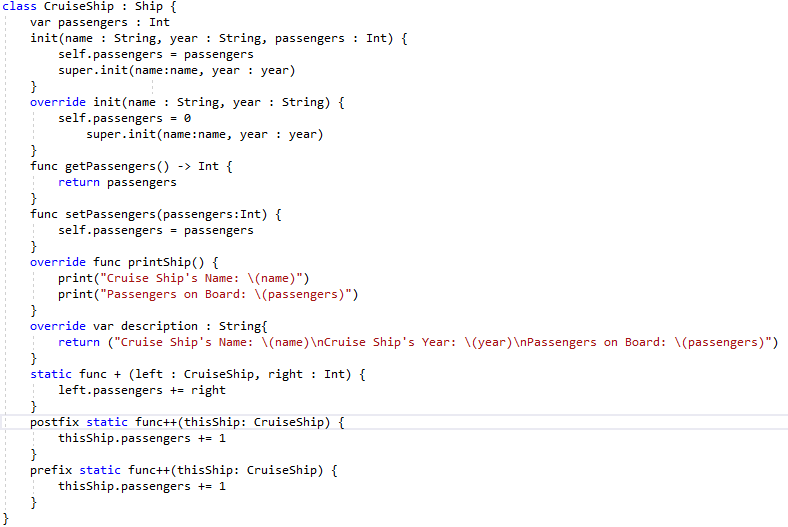 class CruiseShip : Ship {
    var passengers : Int
    init(name : String, year : String, passengers : Int) {
        self.passengers = passengers
        super.init(name:name, year : year)
    }
    override init(name : String, year : String) {
        self.passengers = 0
            super.init(name:name, year : year)
    }
    func getPassengers() -> Int {
        return passengers
    }
    func setPassengers(passengers:Int) {
        self.passengers = passengers
    }
    override func printShip() {
        print("Cruise Ship's Name: \(name)")
        print("Passengers on Board: \(passengers)")
    }
    override var description : String{
        return ("Cruise Ship's Name: \(name)\nCruise Ship's Year: \(year)\nPassengers on Board: \(passengers)")
    }
    static func + (left : CruiseShip, right : Int) {
        left.passengers += right
    }
    postfix static func++(thisShip: CruiseShip) {
        thisShip.passengers += 1
    }
    prefix static func++(thisShip: CruiseShip) {
        thisShip.passengers += 1
    }
}